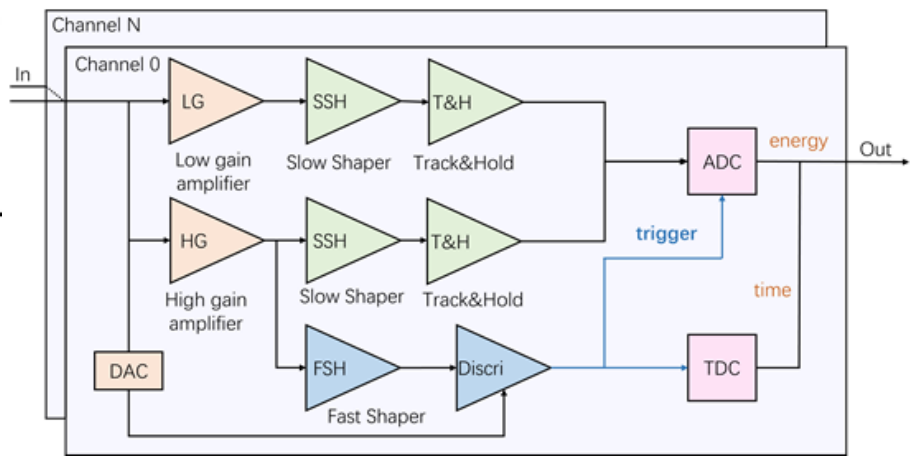 Channel N
Channel 0
In
LG
SSH
T&H
Low gain
amplifier
Slow Shaper
Track&Hold
ADC
energy
Out
HG
SSH
T&H
trigger
High gain
amplifier
Slow Shaper
Track&Hold
time
DAC
FSH
Discri
TDC
Fast Shaper